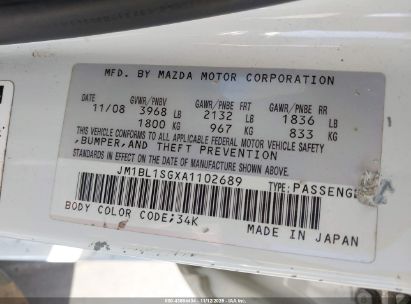 MFD. BY MAZDA MOTOR CORPORATION
DATE GVWR/PNBV GAWR/PNBE FRT GAWR/PNBE RR
11/08 3968 LB 2132 LB 1836 LB
1800 KG 967 KG 833 KG
THIS VEHICLE CONFORMS TO ALL APPLICABLE FEDERAL MOTOR VEHICLE SAFETY
,BUMPER,AND THEFT PREVENTION
STANDARDS IN EFFECT ON THE DATE OF MANUFACTURE SHOWN ABOVE.
JM1BL1SGXA1102689 TYPE:PASSENGE
BODY COLOR CODE;34K
MADE IN JAPAN